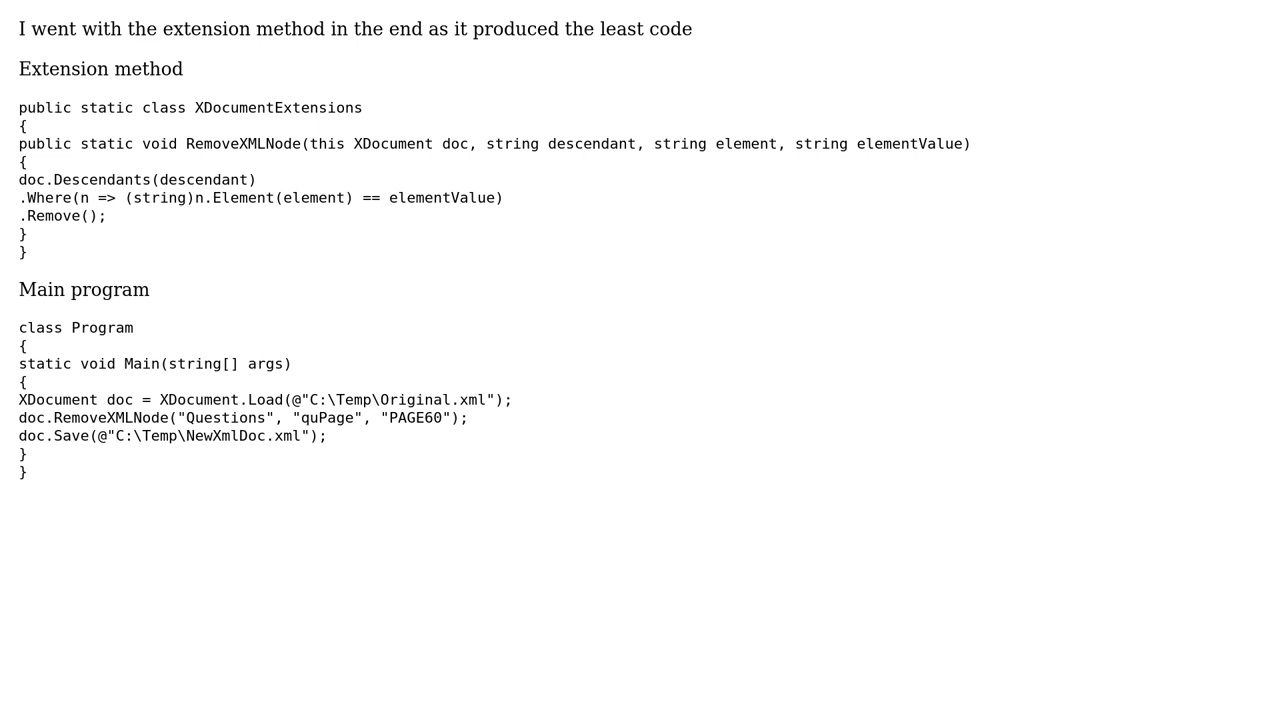 I went with the extension method in the end as it produced the least code
Extension method
public static class XDocumentExtensions
{
public static void RemoveXMLNode(this XDocument doc, string descendant, string element, string elementValue)
{
doc.Descendants(descendant)
.Where(n => (string)n.Element(element) == elementValue)
.Remove();
}
}
Main program
class Program
{
static void Main(string[] args)
{
XDocument doc = XDocument.Load(@"C:\Temp\Original.xml");
doc.RemoveXMLNode("Questions", "quPage", "PAGE60");
doc.Save(@"C:\Temp\NewXmlDoc.xml");
}
}